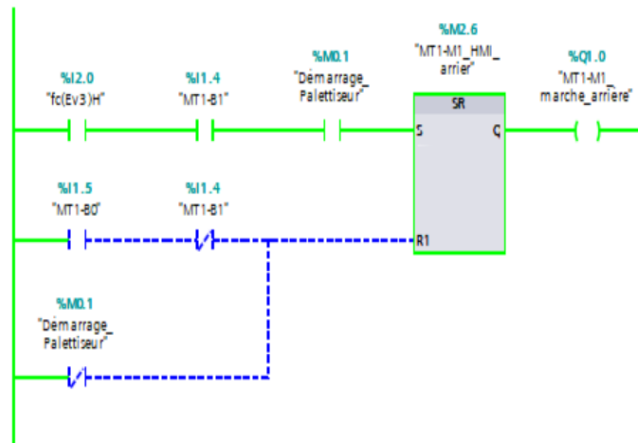 %M2.6
"MT1-M1_HMI_
arrier"
%I2.0
"fc(Ev3)H"
%I1.4
"MT1-B1"
%M0.1
"Démarrage_
Palettiseur"
%Q1.0
"MT1-M1_
marche_arrière"
SR
S
Q
%I1.5
"MT1-B0"
%I1.4
"MT1-B1"
R1
%M0.1
"Démarrage_
Palettiseur"